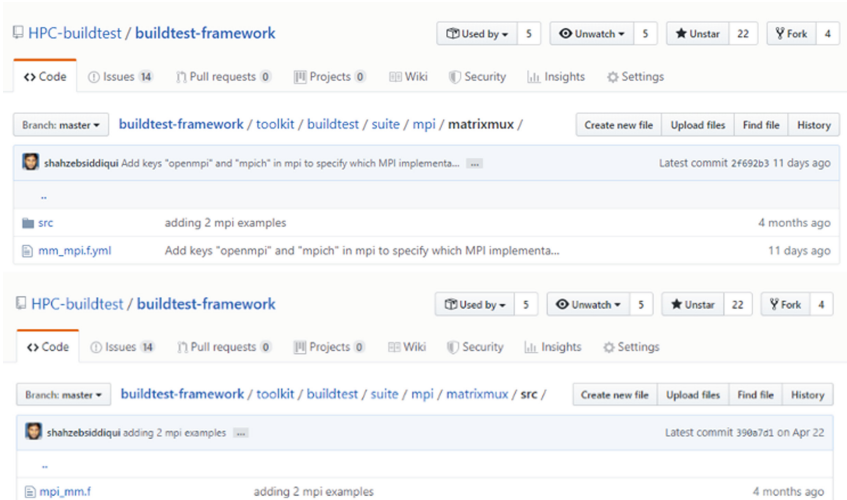 HPC-buildtest / buildtest-framework Used by 5 Unwatch 5 Unstar 22 Fork 4
Code Issues 14 Pull requests 0 Projects 0 Wiki Security Insights Settings
Branch: master buildtest-framework / toolkit / buildtest / suite / mpi / matrixmux / Create new file Upload files Find file History
shahzebsiddiqui Add keys "openmpi" and "mpich" in mpi to specify which MPI implementa... ... Latest commit 2f692b3 11 days ago
..
src adding 2 mpi examples 4 months ago
mm_mpi.f.yml Add keys "openmpi" and "mpich" in mpi to specify which MPI implementa... 11 days ago
HPC-buildtest / buildtest-framework Used by 5 Unwatch 5 Unstar 22 Fork 4
Code Issues 14 Pull requests 0 Projects 0 Wiki Security Insights Settings
Branch: master buildtest-framework / toolkit / buildtest / suite / mpi / matrixmux / src / Create new file Upload files Find file History
shahzebsiddiqui adding 2 mpi examples ... Latest commit 390a7d1 on Apr 22
..
mpi_mm.f adding 2 mpi examples 4 months ago